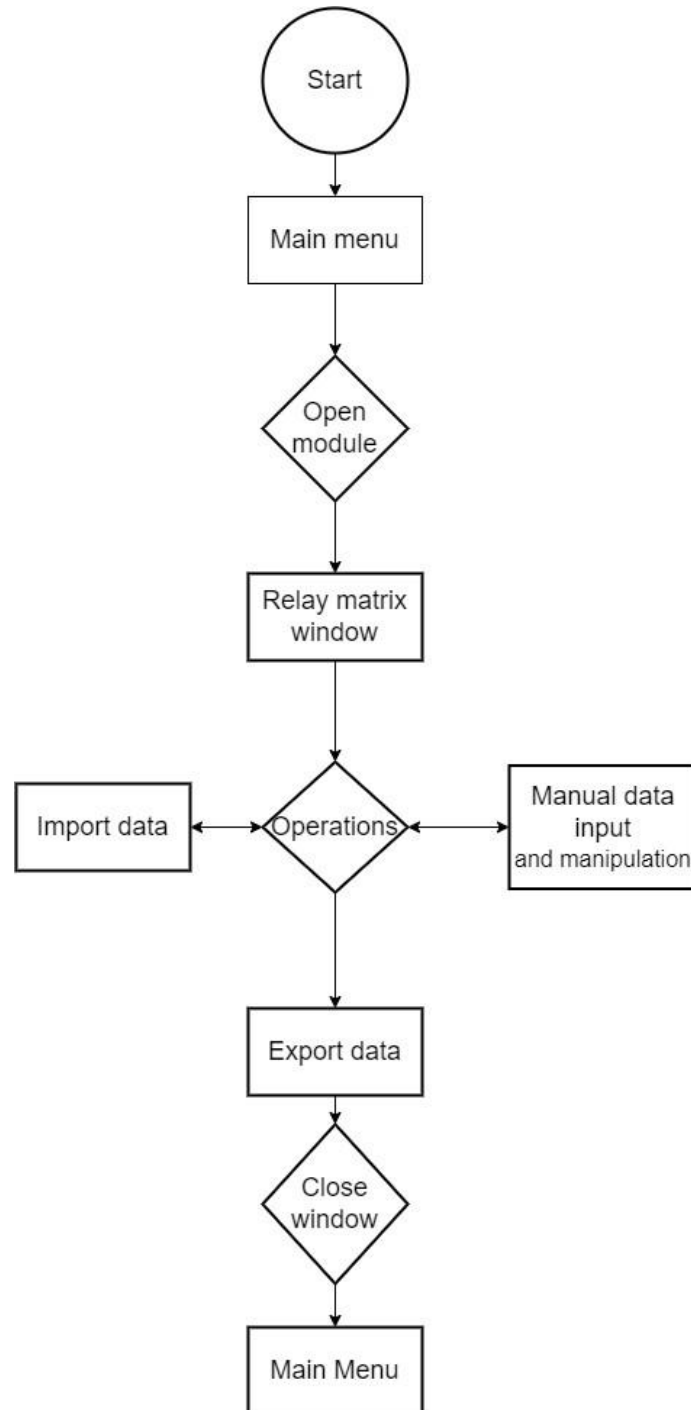 Start
Main menu
Open
module
Relay matrix
window
Import data
Operations
Manual data
input
and manipulation
Export data
Close
window
Main Menu